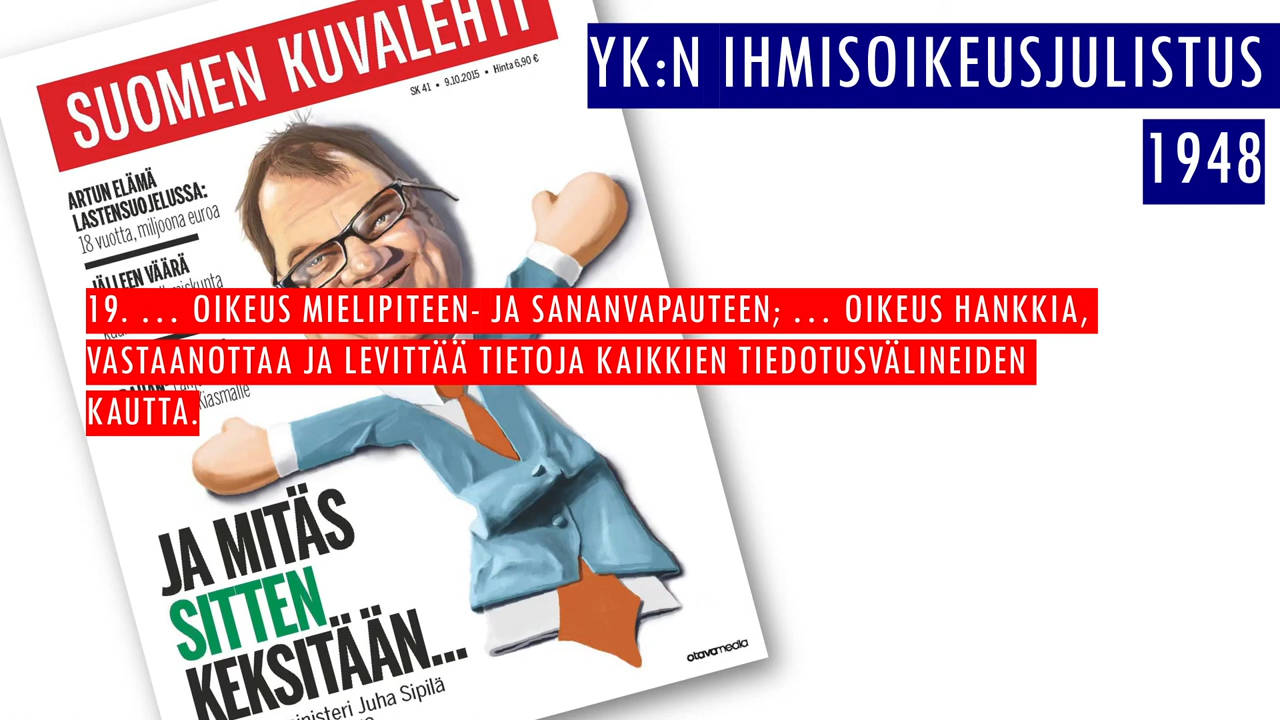 SUOMEN KUVALEHTI
SK 41 • 9.10.2015 • Hinta 6,90 €
YK:N IHMISOIKEUSJULISTUS
1948
ARTUN ELÄMÄ
LASTENSUOJELUSSA:
18 vuotta, miljoona euroa
JÄLLEEN VÄÄRÄ
19. ... OIKEUS MIELIPITEEN- JA SANANVAPAUTEEN; ... OIKEUS HANKKIA,
VASTAANOTTAA JA LEVITTÄÄ TIETOJA KAIKKIEN TIEDOTUSVÄLINEIDEN
KAUTTA.
Kiasmalle
JA MITÄS
SITTEN
KEKSITÄÄN...
Juha Sipilä
otavamedia